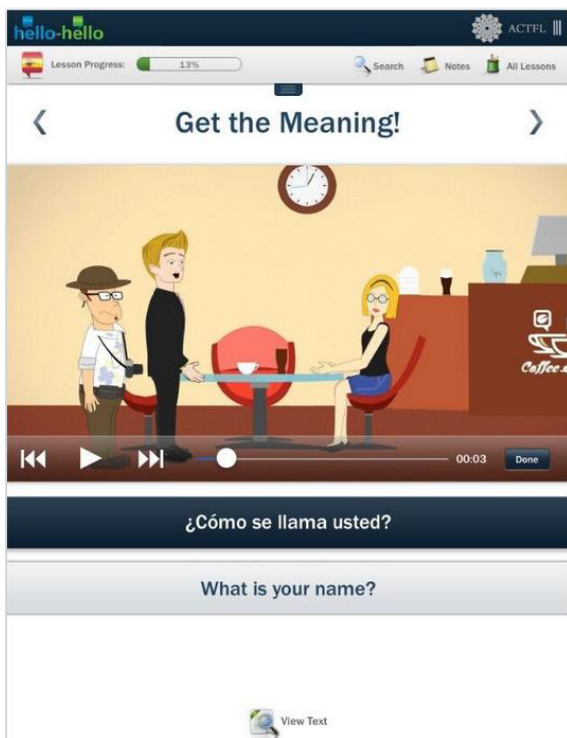 hello-hello
ACTFL
Lesson Progress:
13%
Search
Notes
All Lessons
Get the Meaning!
Coffee
00:03
Done
¿Cómo se llama usted?
What is your name?
View Text